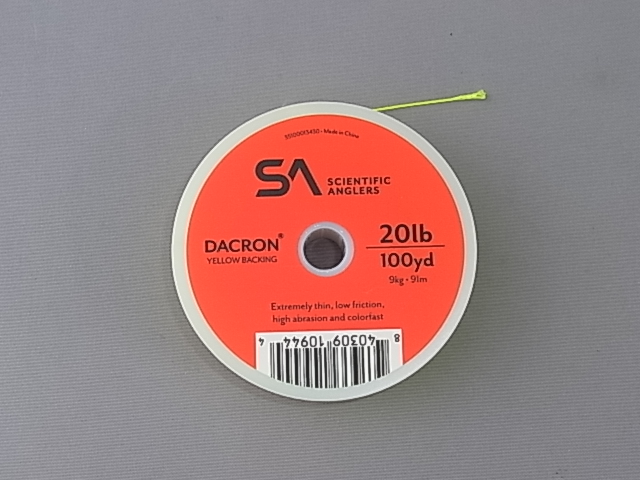 55100013450 • Made in China
SA SCIENTIFIC
ANGLERS
DACRON®
YELLOW BACKING
20lb
100yd
9kg • 91m
Extremely thin, low friction,
high abrasion and colorfast
8 40309 10944 4